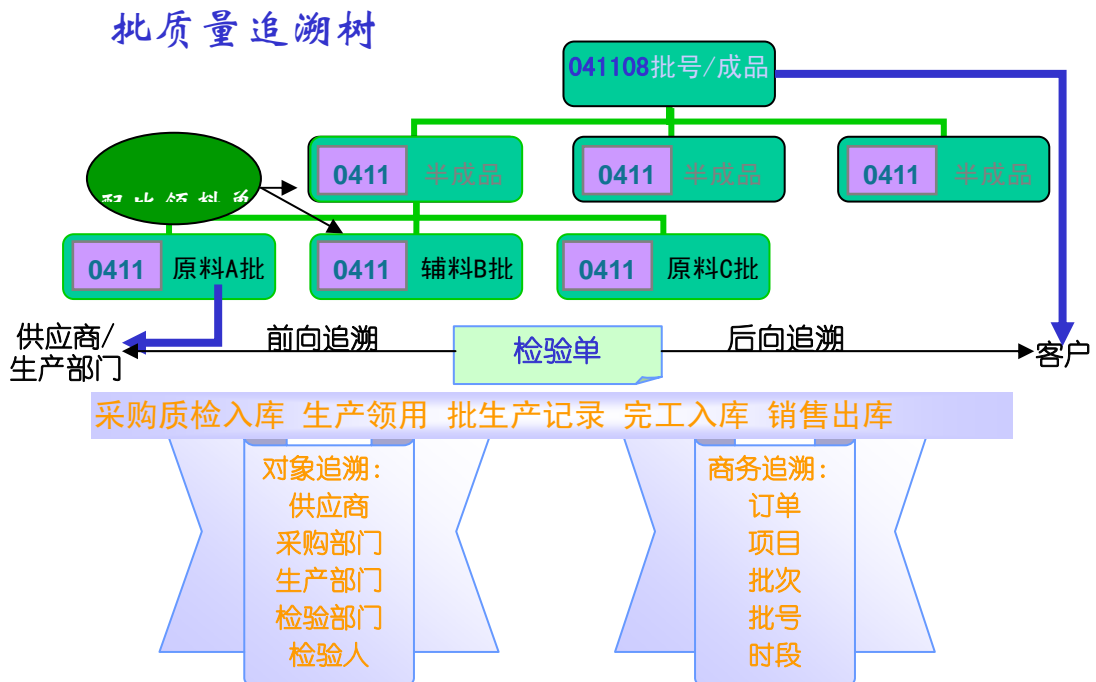 批质量追溯树
041108批号/成品
0411 半成品
0411 半成品
0411 半成品
配比领料单
0411 原料A批
0411 辅料B批
0411 原料C批
供应商/
生产部门
前向追溯
检验单
后向追溯
客户
采购质检入库 生产领用 批生产记录 完工入库 销售出库
对象追溯:
供应商
采购部门
生产部门
检验部门
检验人
商务追溯:
订单
项目
批次
批号
时段